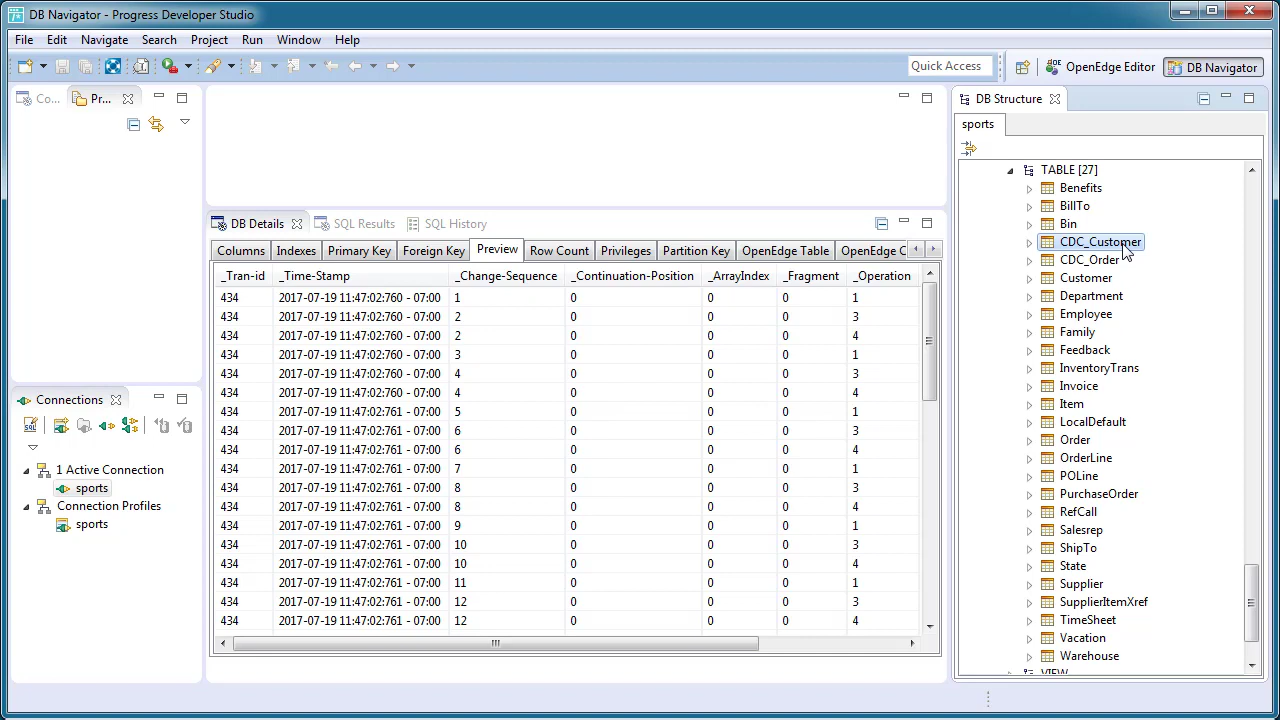 DB Navigator - Progress Developer Studio
File Edit Navigate Search Project Run Window Help
Quick Access
OpenEdge Editor
DB Navigator
Co...
Pr...
Connections
1 Active Connection
sports
Connection Profiles
sports
DB Details
SQL Results
SQL History
Columns Indexes Primary Key Foreign Key Preview Row Count Privileges Partition Key OpenEdge Table OpenEdge C
_Tran-id _Time-Stamp _Change-Sequence _Continuation-Position _ArrayIndex _Fragment _Operation
434 2017-07-19 11:47:02:760 - 07:00 1 0 0 0 1
434 2017-07-19 11:47:02:760 - 07:00 2 0 0 0 3
434 2017-07-19 11:47:02:760 - 07:00 2 0 0 0 4
434 2017-07-19 11:47:02:760 - 07:00 3 0 0 0 1
434 2017-07-19 11:47:02:760 - 07:00 4 0 0 0 3
434 2017-07-19 11:47:02:760 - 07:00 4 0 0 0 4
434 2017-07-19 11:47:02:761 - 07:00 5 0 0 0 1
434 2017-07-19 11:47:02:761 - 07:00 6 0 0 0 3
434 2017-07-19 11:47:02:761 - 07:00 6 0 0 0 4
434 2017-07-19 11:47:02:761 - 07:00 7 0 0 0 1
434 2017-07-19 11:47:02:761 - 07:00 8 0 0 0 3
434 2017-07-19 11:47:02:761 - 07:00 8 0 0 0 4
434 2017-07-19 11:47:02:761 - 07:00 9 0 0 0 1
434 2017-07-19 11:47:02:761 - 07:00 10 0 0 0 3
434 2017-07-19 11:47:02:761 - 07:00 10 0 0 0 4
434 2017-07-19 11:47:02:761 - 07:00 11 0 0 0 1
434 2017-07-19 11:47:02:761 - 07:00 12 0 0 0 3
434 2017-07-19 11:47:02:761 - 07:00 12 0 0 0 4
DB Structure
sports
TABLE [27]
Benefits
BillTo
Bin
CDC_Customer
CDC_Order
Customer
Department
Employee
Family
Feedback
InventoryTrans
Invoice
Item
LocalDefault
Order
OrderLine
POLine
PurchaseOrder
RefCall
Salesrep
ShipTo
State
Supplier
SupplierItemXref
TimeSheet
Vacation
Warehouse
VIEW